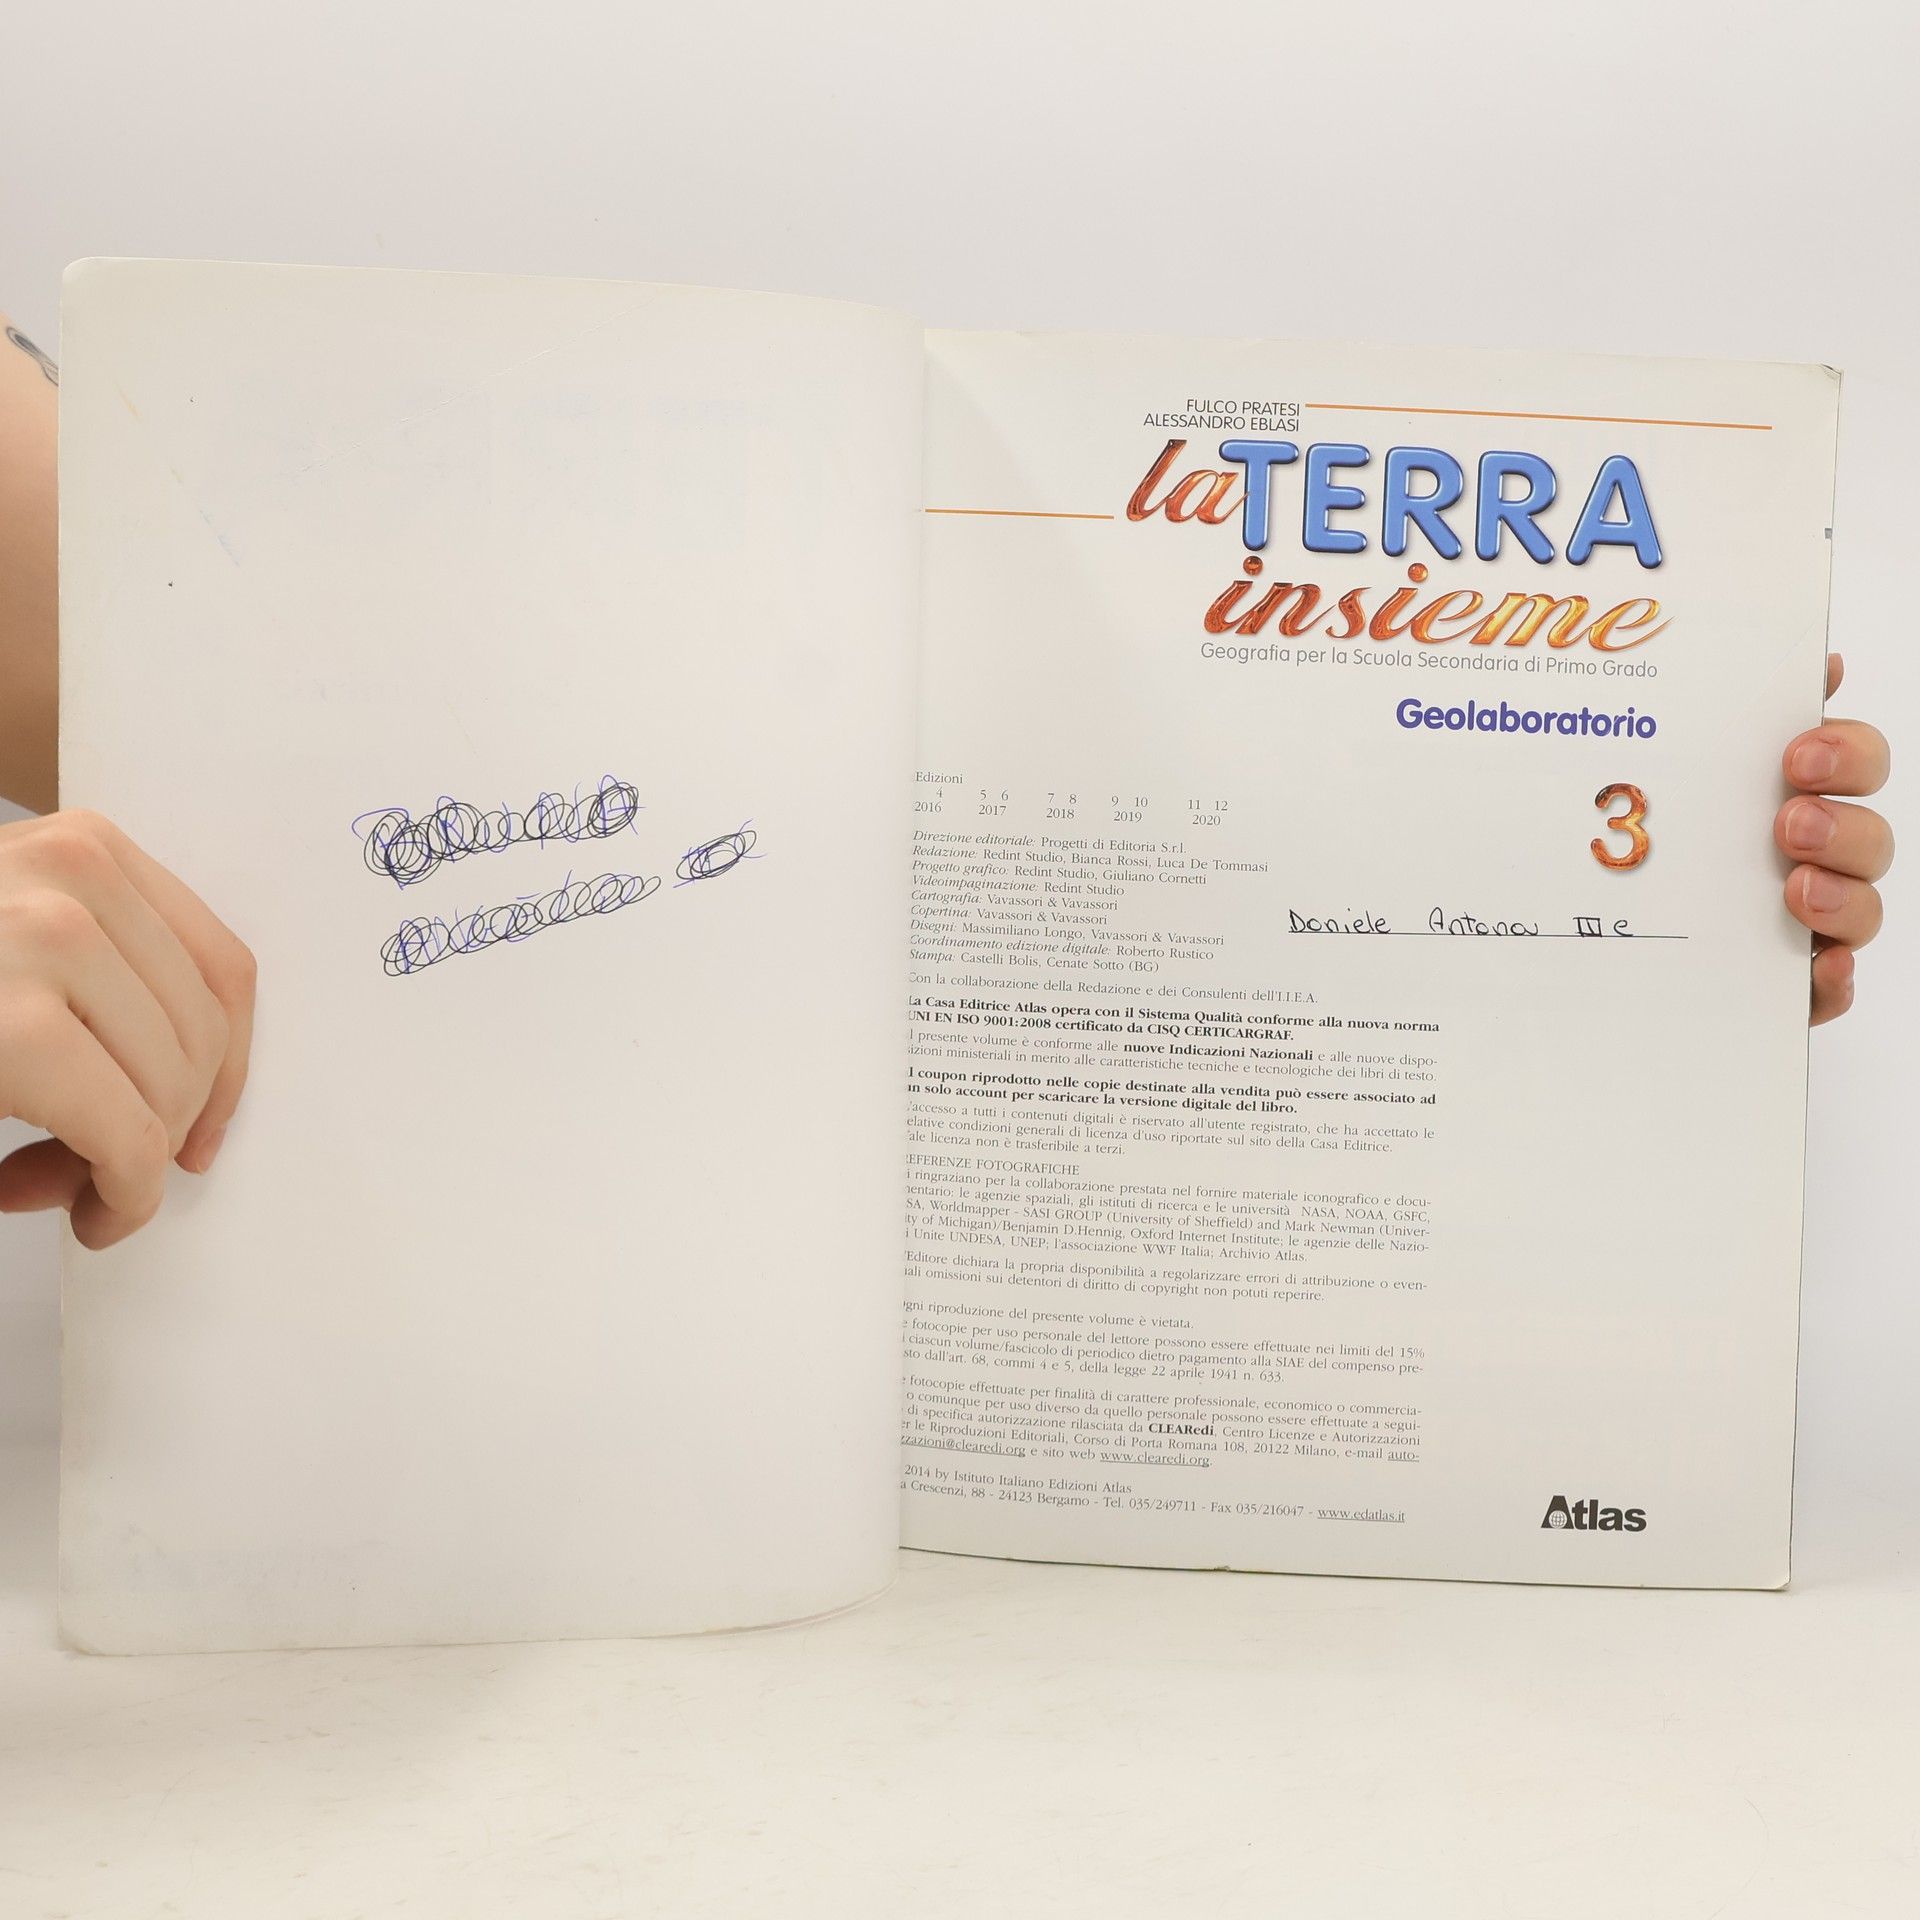 FULCO PRATESI
ALESSANDRO EBLASI
la TERRA
insieme
Geografia per la Scuola Secondaria di Primo Grado
Geolaboratorio
3
Edizioni
4 5 6 7 8 9 10 11 12
2016 2017 2018 2019 2020
Direzione editoriale: Progetti di Editoria S.r.l.
Redazione: Redint Studio, Bianca Rossi, Luca De Tommasi
Progetto grafico: Redint Studio, Giuliano Cornetti
Videoimpaginazione: Redint Studio
Cartografia: Vavassori & Vavassori
Copertina: Vavassori & Vavassori
Disegni: Massimiliano Longo, Vavassori & Vavassori
Coordinamento edizione digitale: Roberto Rustico
Stampa: Castelli Bolis, Cenate Sotto (BG)
Daniele Antona III e
Con la collaborazione della Redazione e dei Consulenti dell'I.I.E.A.
La Casa Editrice Atlas opera con il Sistema Qualità conforme alla nuova norma
UNI EN ISO 9001:2008 certificato da CISQ CERTICARGRAF.
l presente volume è conforme alle nuove Indicazioni Nazionali e alle nuove dispo-
izioni ministeriali in merito alle caratteristiche tecniche e tecnologiche dei libri di testo.
l coupon riprodotto nelle copie destinate alla vendita può essere associato ad
un solo account per scaricare la versione digitale del libro.
'accesso a tutti i contenuti digitali è riservato all'utente registrato, che ha accettato le
elative condizioni generali di licenza d'uso riportate sul sito della Casa Editrice.
ale licenza non è trasferibile a terzi.
EFERENZE FOTOGRAFICHE
i ringraziano per la collaborazione prestata nel fornire materiale iconografico e docu-
entario: le agenzie spaziali, gli istituti di ricerca e le università NASA, NOAA, GSFC,
SA, Worldmapper - SASI GROUP (University of Sheffield) and Mark Newman (Univer-
ity of Michigan)/Benjamin D.Hennig, Oxford Internet Institute; le agenzie delle Nazio-
i Unite UNDESA, UNEP; l'associazione WWF Italia; Archivio Atlas.
'Editore dichiara la propria disponibilità a regolarizzare errori di attribuzione o even-
ali omissioni sui detentori di diritto di copyright non potuti reperire.
gni riproduzione del presente volume è vietata.
e fotocopie per uso personale del lettore possono essere effettuate nei limiti del 15%
i ciascun volume/fascicolo di periodico dietro pagamento alla SIAE del compenso pre-
sto dall'art. 68, commi 4 e 5, della legge 22 aprile 1941 n. 633.
e fotocopie effettuate per finalità di carattere professionale, economico o commercia-
o comunque per uso diverso da quello personale possono essere effettuate a segui-
di specifica autorizzazione rilasciata da CLEARedi, Centro Licenze e Autorizzazioni
er le Riproduzioni Editoriali, Corso di Porta Romana 108, 20122 Milano, e-mail auto-
zzazioni@clearedi.org e sito web www.clearedi.org.
2014 by Istituto Italiano Edizioni Atlas
a Crescenzi, 88 - 24123 Bergamo - Tel. 035/249711 - Fax 035/216047 - www.edatlas.it
Atlas